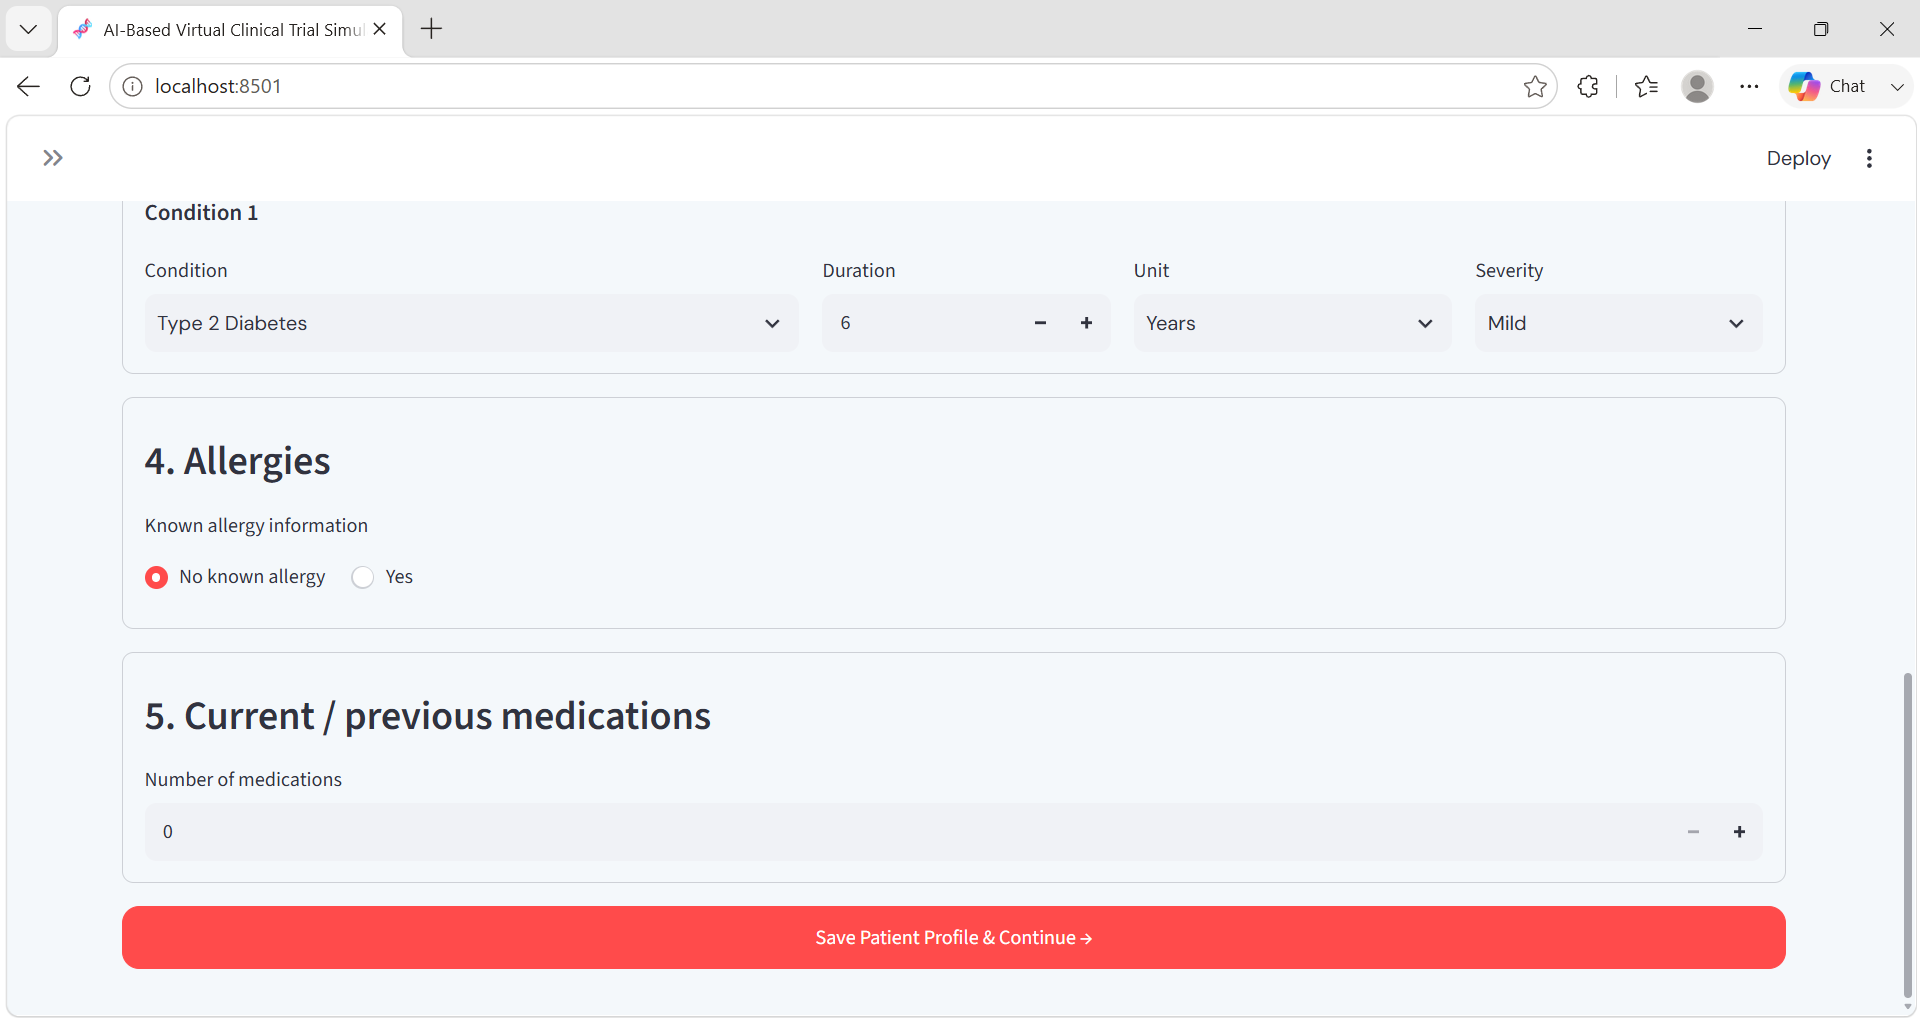 AI-Based Virtual Clinical Trial Simu
localhost:8501
Chat
Deploy
Condition 1
Condition Duration Unit Severity
Type 2 Diabetes 6 Years Mild
4. Allergies
Known allergy information
No known allergy Yes
5. Current / previous medications
Number of medications
0
Save Patient Profile & Continue →